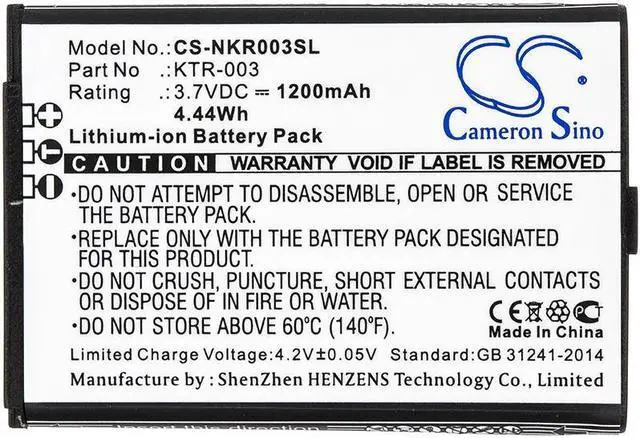 Model No.: CS-NKR003SL
Part No : KTR-003
Rating : 3.7VDC ⎓ 1200mAh
4.44Wh
Lithium-ion Battery Pack
CS
Cameron Sino
+
C
-
CAUTION WARRANTY VOID IF LABEL IS REMOVED
•DO NOT ATTEMPT TO DISASSEMBLE, OPEN OR SERVICE
THE BATTERY PACK.
•REPLACE WITH THE SAME BATTERY PACK DESIGNED
FOR THIS EQUIPMENT.
•DO NOT CRUSH, PUNCTURE, SHORT EXTERNAL CONTACTS
OR DISPOSE OF IN FIRE OR WATER.
•DO NOT STORE ABOVE 60°C (140°F).
CE
Made In China
Limited Charge Voltage:4.2V±0.05V Standard:GB 31241-2014
Manufacture by : ShenZhen HENZENS Technology Co.,Ltd